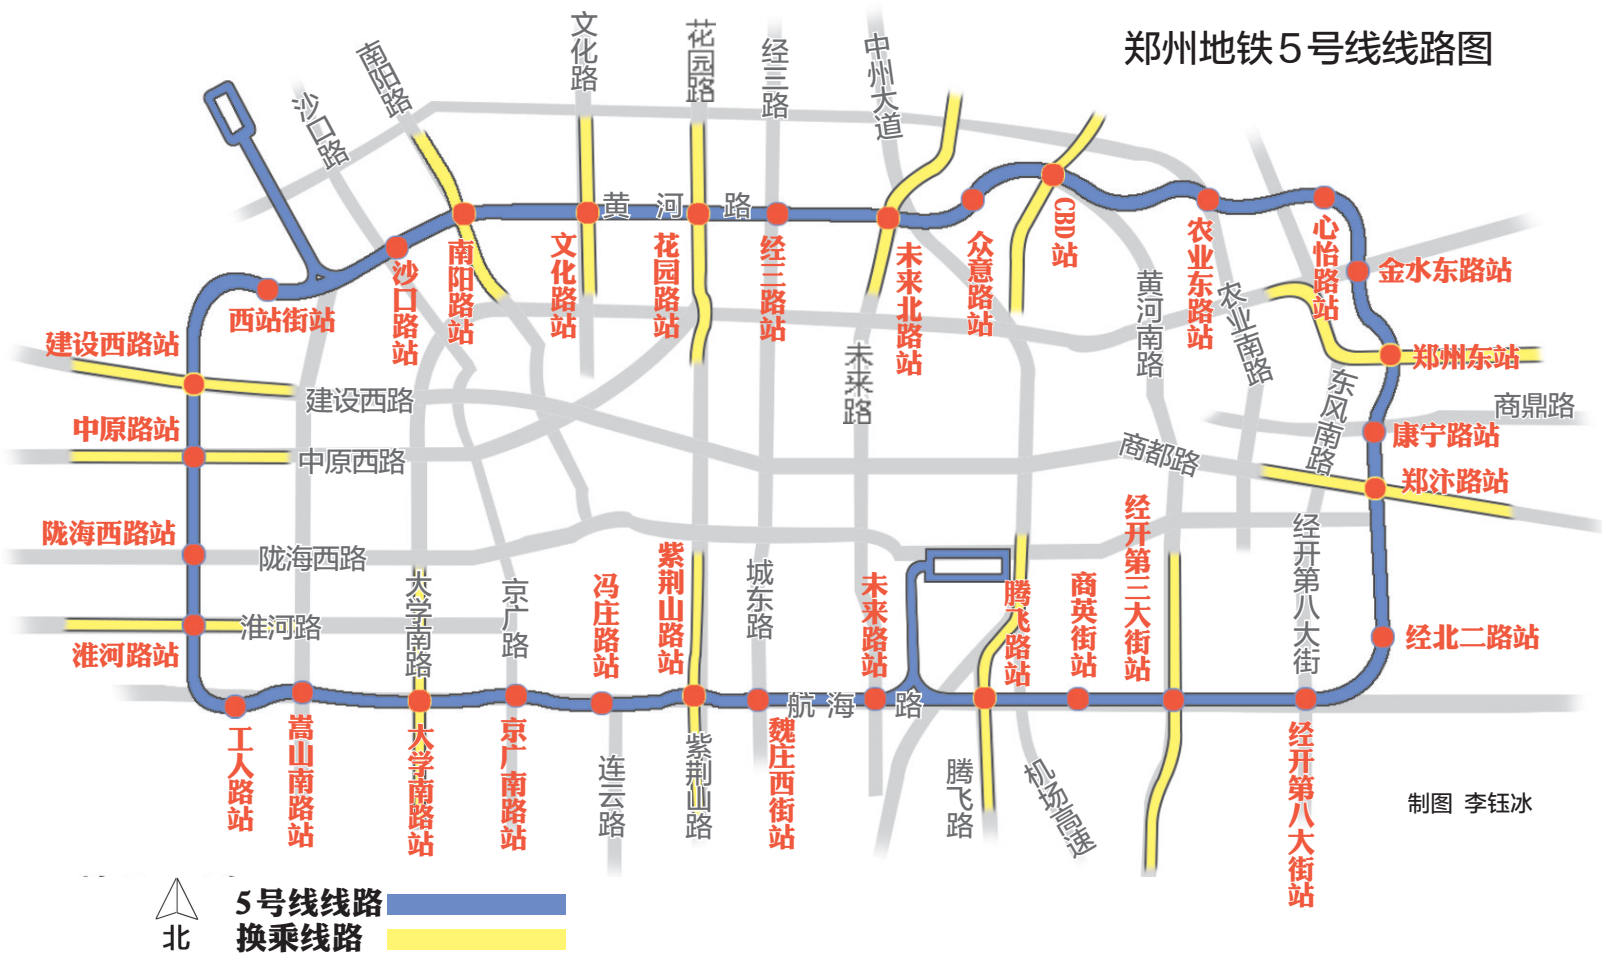 郑州地铁5号线线路图
沙口路
南阳路
文化路
花园路
经三路
中州大道
黄河路
西站街站
沙口路站
南阳路站
文化路站
花园路站
经三路站
未来北路站
众意路站
CBD站
农业东路站
心怡路站
金水东路站
郑州东站
康宁路站
郑汴路站
经北二路站
黄河南路
农业南路
东风南路
商鼎路
未来路
商都路
建设西路站
建设西路
中原路站
中原西路
陇海西路站
陇海西路
淮河路站
淮河路
大学南路
京广路
冯庄路站
紫荆山路站
城东路
未来路站
腾飞路站
商英街站
经开第三大街站
经开第八大街
航海路
工人路站
嵩山南路站
大学南路站
京广南路站
连云路
紫荆山路
魏庄西街站
腾飞路
机场高速
经开第八大街站
制图 李钰冰
北
5号线线路
换乘线路